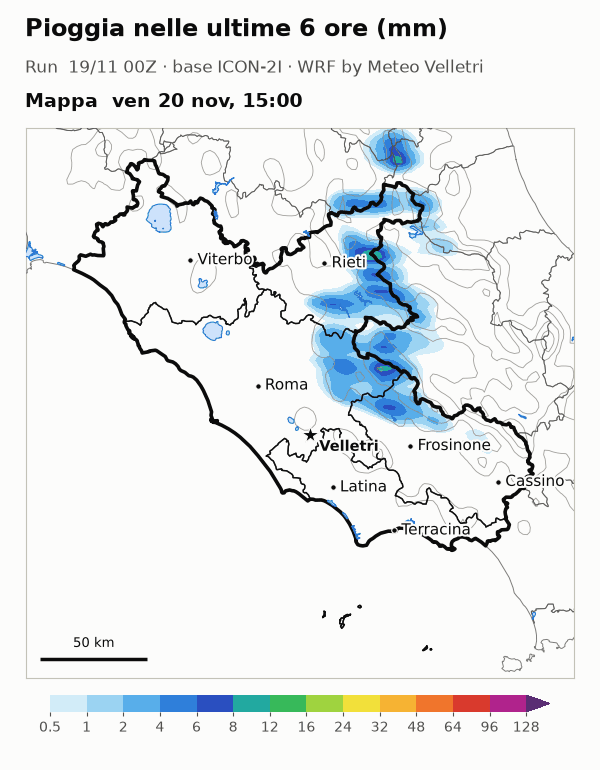 Pioggia nelle ultime 6 ore (mm)
Run  19/11 00Z · base ICON-2I · WRF by Meteo Velletri
Mappa  ven 20 nov, 15:00
Viterbo
Rieti
Roma
Velletri
Frosinone
Latina
Cassino
Terracina
50 km
0.5 1 2 4 6 8 12 16 24 32 48 64 96 128